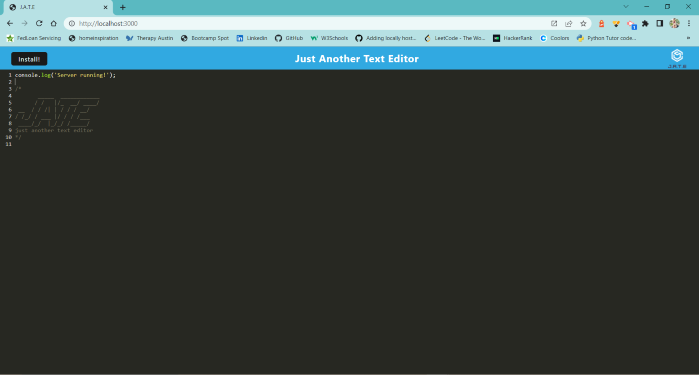 J.A.T.E
http://localhost:3000
FedLoan Servicing
homeinspiration
Therapy Austin
Bootcamp Spot
LinkedIn
GitHub
W3Schools
Adding locally host...
LeetCode - The Wo...
HackerRank
Coolors
Python Tutor code...
»
Install!
Just Another Text Editor
J.A.T.E
1 console.log('Server running!');
2
3 /*
4
5
6
7
8
9 just another text editor
10 */
11